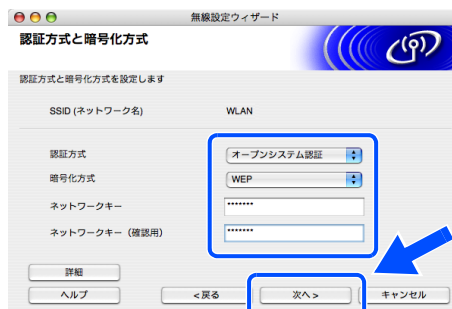 無線設定ウィザード
認証方式と暗号化方式
認証方式と暗号化方式を設定します
SSID (ネットワーク名) WLAN
認証方式 オープンシステム認証
暗号化方式 WEP
ネットワークキー •••••••
ネットワークキー（確認用） •••••••
詳細
ヘルプ <戻る 次へ> キャンセル